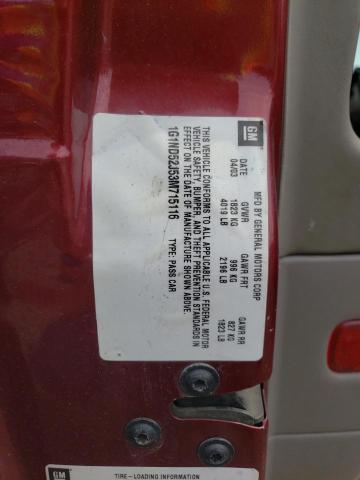 GM
MFD BY GENERAL MOTORS CORP
DATE GVWR GAWR FRT GAWR RR
04/03 1823 KG 996 KG 827 KG
4019 LB 2196 LB 1823 LB
THIS VEHICLE CONFORMS TO ALL APPLICABLE U.S. FEDERAL MOTOR
VEHICLE SAFETY, BUMPER, AND THEFT PREVENTION STANDARDS IN
EFFECT ON THE DATE OF MANUFACTURE SHOWN ABOVE.
1G1ND52J53M715116 TYPE: PASS CAR
GM
TIRE – LOADING INFORMATION